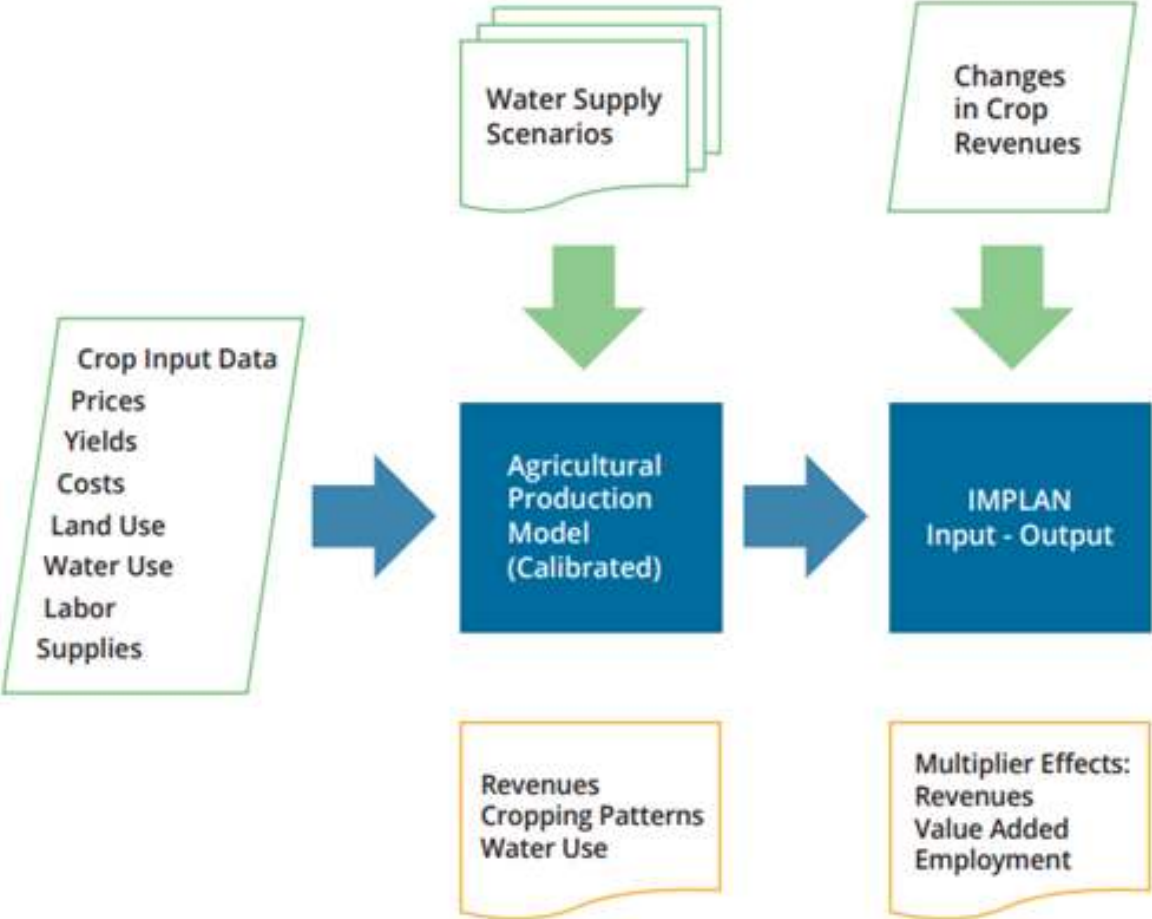 Water Supply
Scenarios
Changes
in Crop
Revenues
Crop Input Data
Prices
Yields
Costs
Land Use
Water Use
Labor
Supplies
Agricultural
Production
Model
(Calibrated)
IMPLAN
Input - Output
Revenues
Cropping Patterns
Water Use
Multiplier Effects:
Revenues
Value Added
Employment